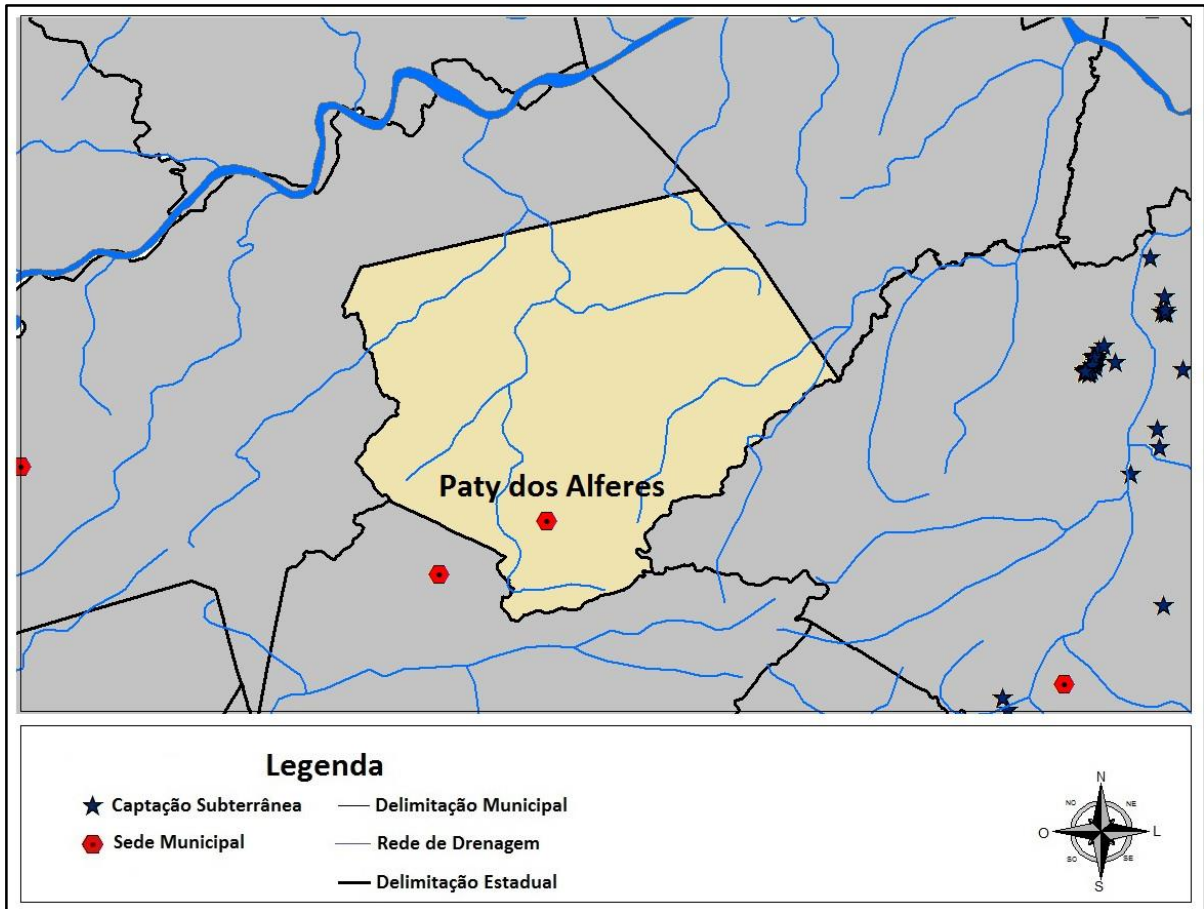 Paty dos Alferes
Legenda
Captação Subterrânea
Sede Municipal
Delimitação Municipal
Rede de Drenagem
Delimitação Estadual
N
NO
NE
O
L
SO
SE
S